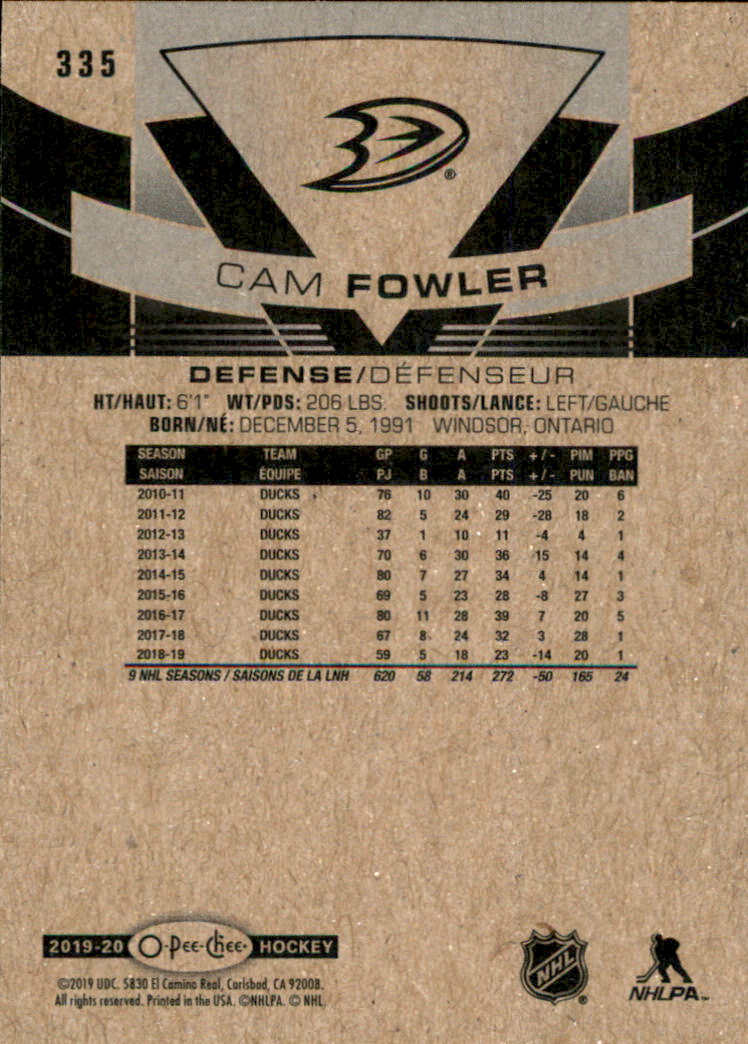 335
®
CAM FOWLER
DEFENSE/DÉFENSEUR
HT/HAUT: 6'1" WT/PDS: 206 LBS. SHOOTS/LANCE: LEFT/GAUCHE
BORN/NÉ: DECEMBER 5, 1991 WINDSOR, ONTARIO
SEASON TEAM GP G A PTS +/- PIM PPG
SAISON ÉQUIPE PJ B A PTS +/- PUN BAN
2010-11 DUCKS 76 10 30 40 -25 20 6
2011-12 DUCKS 82 5 24 29 -28 18 2
2012-13 DUCKS 37 1 10 11 -4 4 1
2013-14 DUCKS 70 6 30 36 15 14 4
2014-15 DUCKS 80 7 27 34 4 14 1
2015-16 DUCKS 69 5 23 28 -8 27 3
2016-17 DUCKS 80 11 28 39 7 20 5
2017-18 DUCKS 67 8 24 32 3 28 1
2018-19 DUCKS 59 5 18 23 -14 20 1
9 NHL SEASONS / SAISONS DE LA LNH 620 58 214 272 -50 165 24
2019-20 O-Pee-Chee HOCKEY
©2019 UDC. 5830 El Camino Real, Carlsbad, CA 92008.
All rights reserved. Printed in the USA. ©NHLPA. © NHL.
NHL ®
NHLPA™